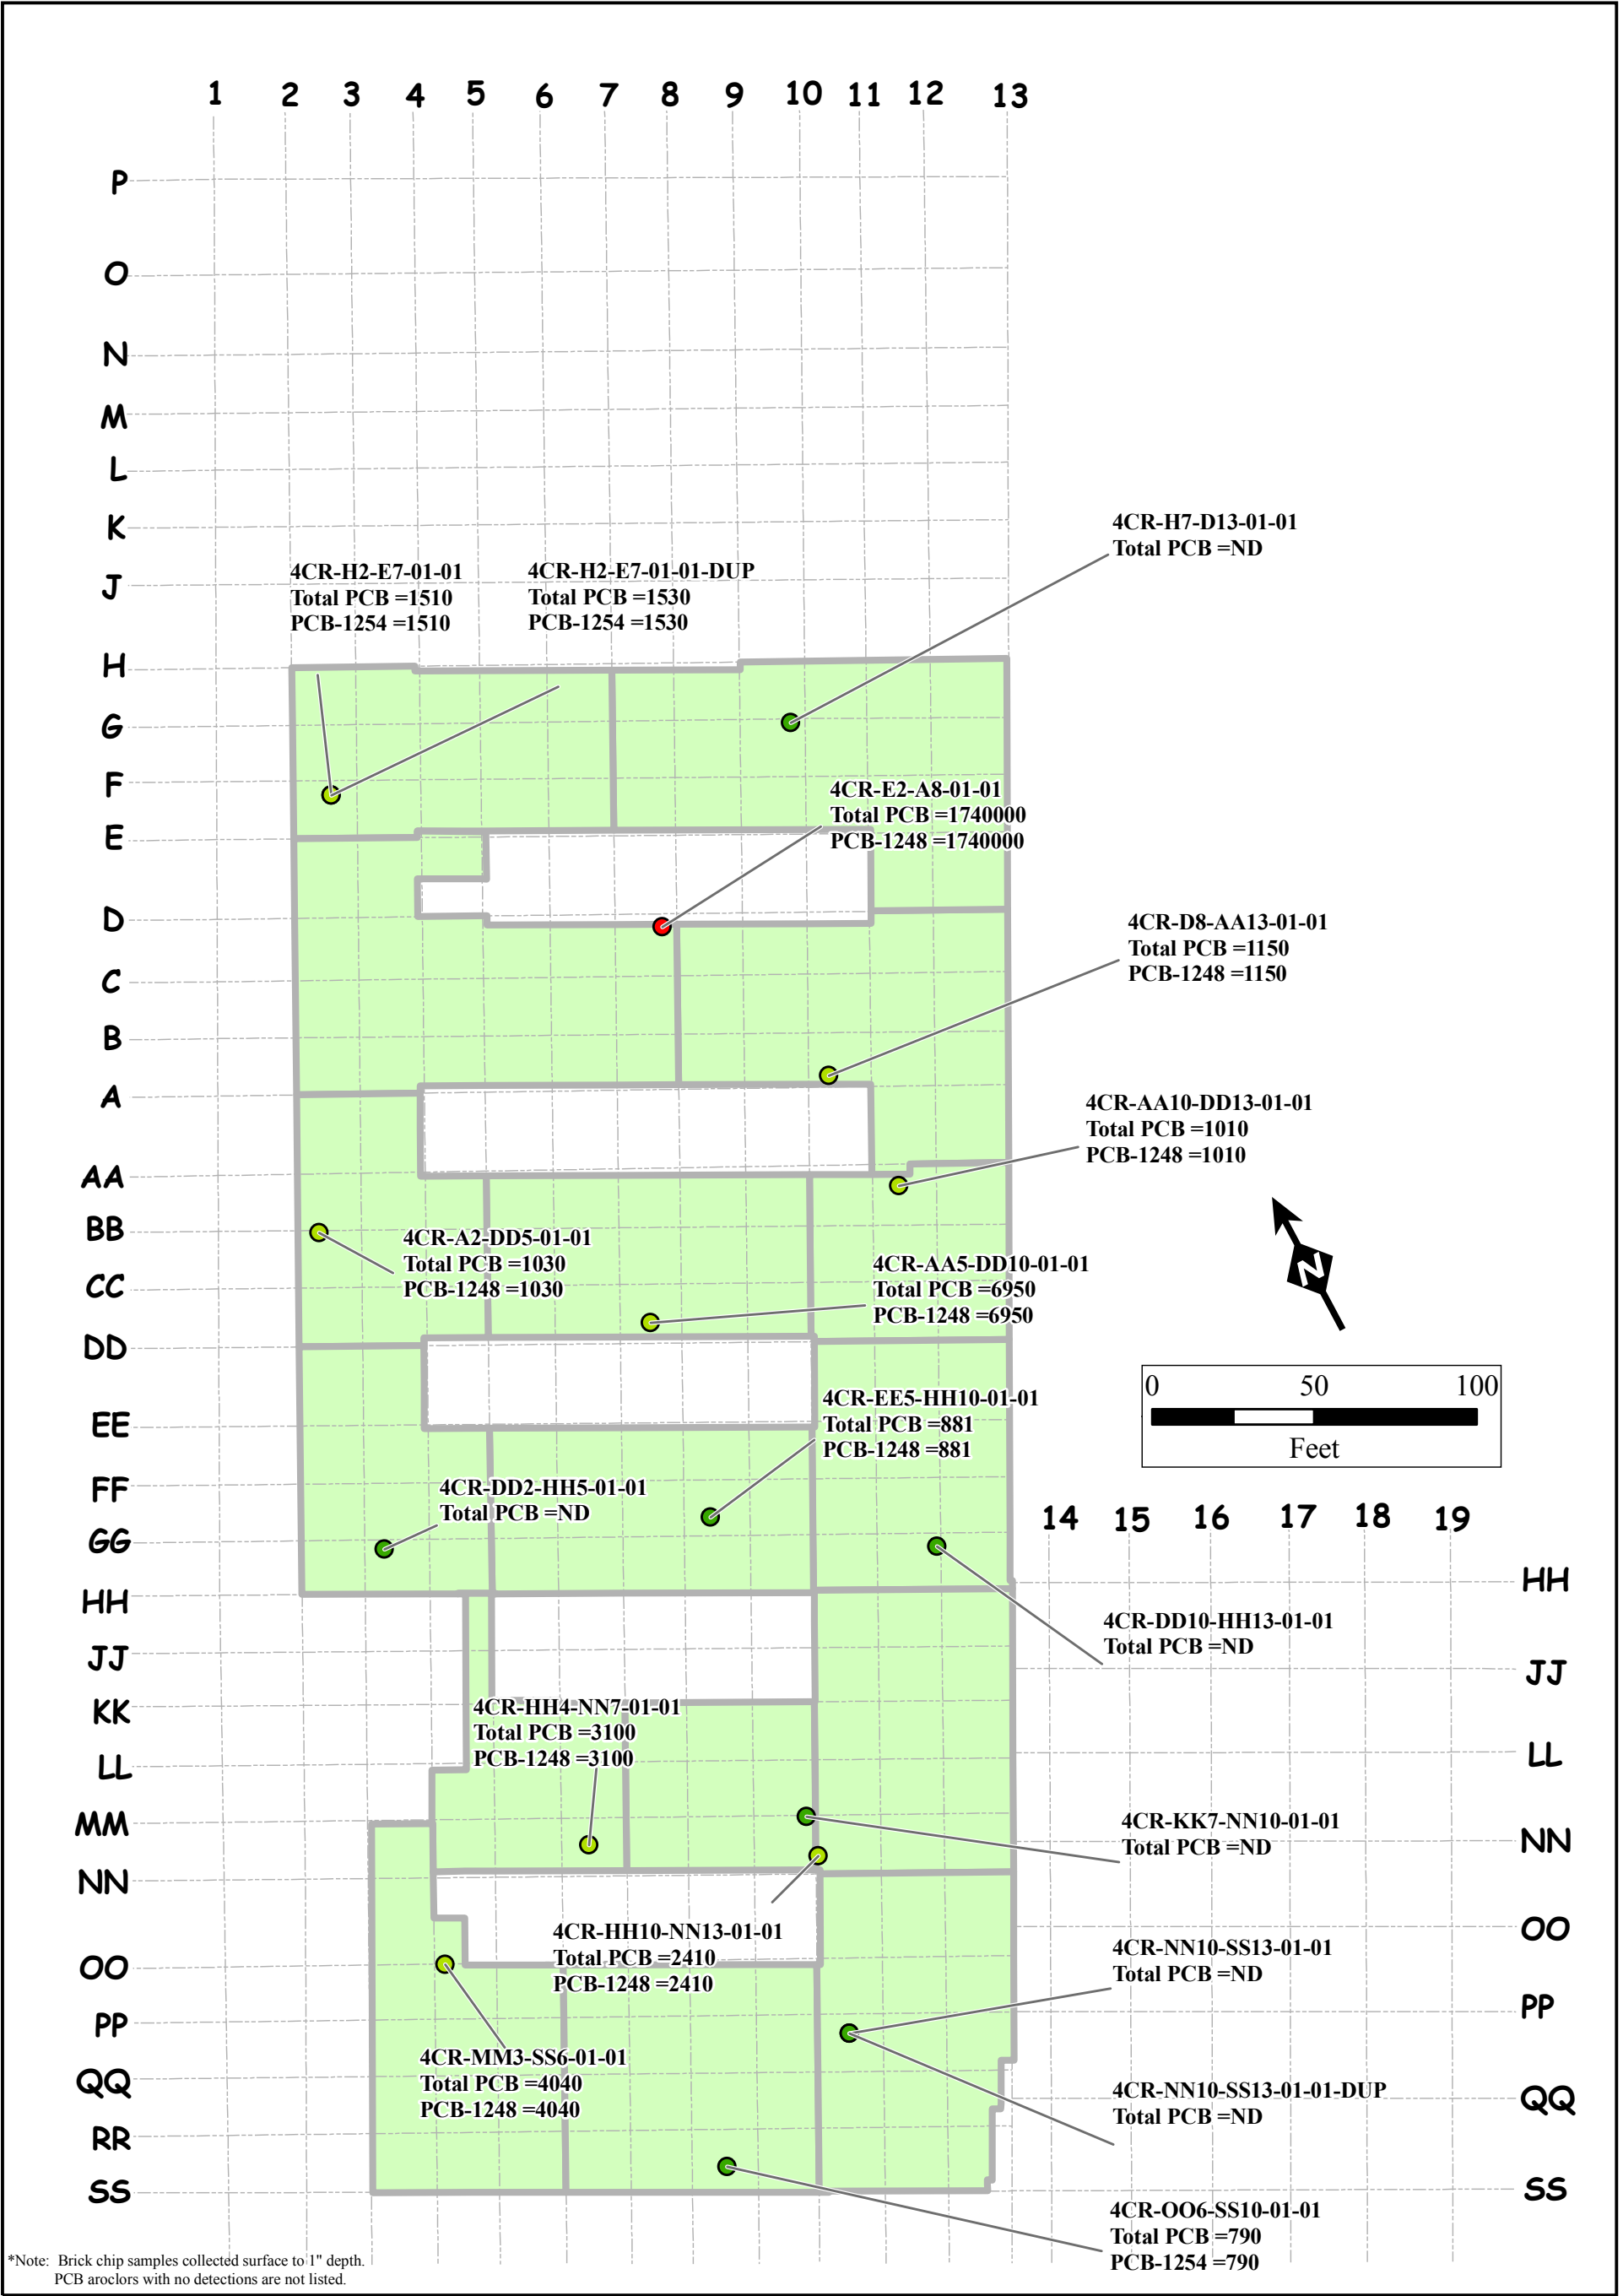 1 2 3 4 5 6 7 8 9 10 11 12 13
P
O
N
M
L
K
4CR-H7-D13-01-01
Total PCB =ND
J
4CR-H2-E7-01-01
Total PCB =1510
PCB-1254 =1510
4CR-H2-E7-01-01-DUP
Total PCB =1530
PCB-1254 =1530
H
G
F
4CR-E2-A8-01-01
Total PCB =1740000
PCB-1248 =1740000
E
D
4CR-D8-AA13-01-01
Total PCB =1150
PCB-1248 =1150
C
B
A
4CR-AA10-DD13-01-01
Total PCB =1010
PCB-1248 =1010
AA
BB
4CR-A2-DD5-01-01
Total PCB =1030
PCB-1248 =1030
N
4CR-AA5-DD10-01-01
Total PCB =6950
PCB-1248 =6950
CC
DD
0 50 100
Feet
4CR-EE5-HH10-01-01
Total PCB =881
PCB-1248 =881
EE
FF
4CR-DD2-HH5-01-01
Total PCB =ND
14 15 16 17 18 19
GG
HH
HH
4CR-DD10-HH13-01-01
Total PCB =ND
JJ
JJ
KK
4CR-HH4-NN7-01-01
Total PCB =3100
PCB-1248 =3100
LL
LL
MM
4CR-KK7-NN10-01-01
Total PCB =ND
NN
NN
4CR-HH10-NN13-01-01
Total PCB =2410
PCB-1248 =2410
OO
4CR-NN10-SS13-01-01
Total PCB =ND
OO
PP
PP
4CR-MM3-SS6-01-01
Total PCB =4040
PCB-1248 =4040
QQ
4CR-NN10-SS13-01-01-DUP
Total PCB =ND
QQ
RR
SS
SS
4CR-OO6-SS10-01-01
Total PCB =790
PCB-1254 =790
*Note: Brick chip samples collected surface to 1" depth.
PCB aroclors with no detections are not listed.